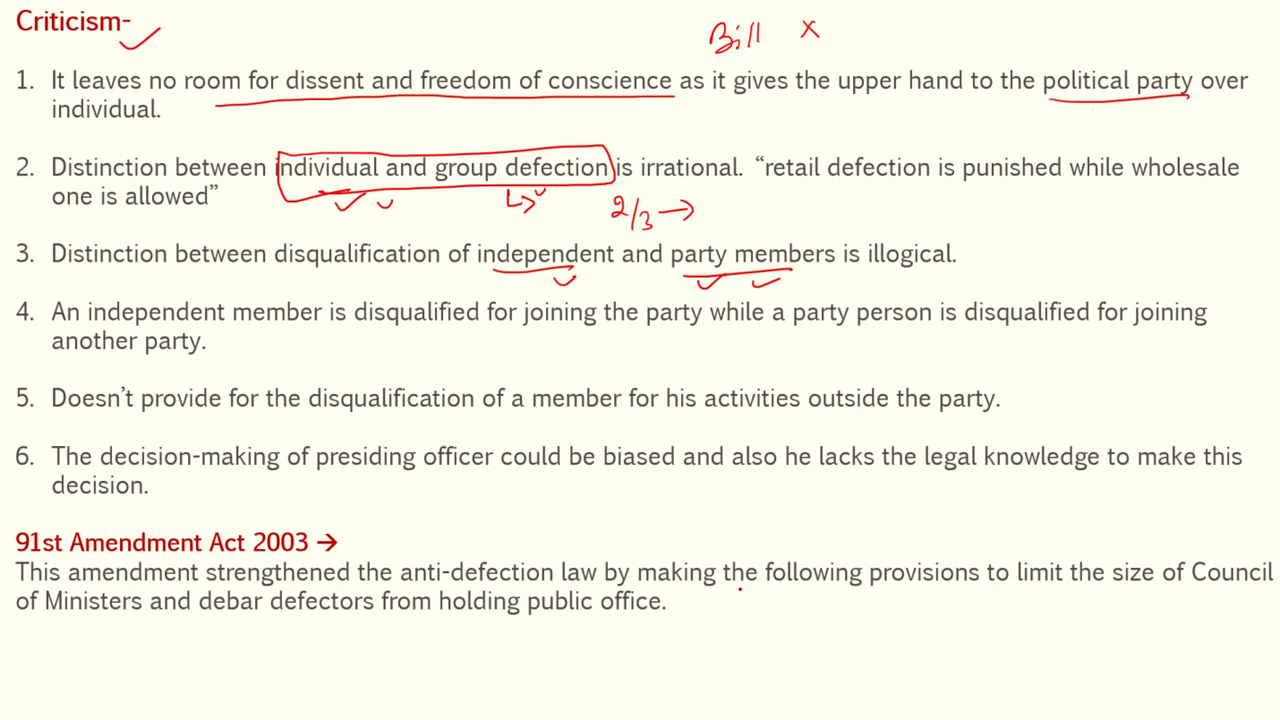 Criticism-
Bill x
1. It leaves no room for dissent and freedom of conscience as it gives the upper hand to the political party over
individual.
2. Distinction between individual and group defection is irrational. “retail defection is punished while wholesale
one is allowed”
2/3 →
3. Distinction between disqualification of independent and party members is illogical.
4. An independent member is disqualified for joining the party while a party person is disqualified for joining
another party.
5. Doesn’t provide for the disqualification of a member for his activities outside the party.
6. The decision-making of presiding officer could be biased and also he lacks the legal knowledge to make this
decision.
91st Amendment Act 2003 →
This amendment strengthened the anti-defection law by making the following provisions to limit the size of Council
of Ministers and debar defectors from holding public office.